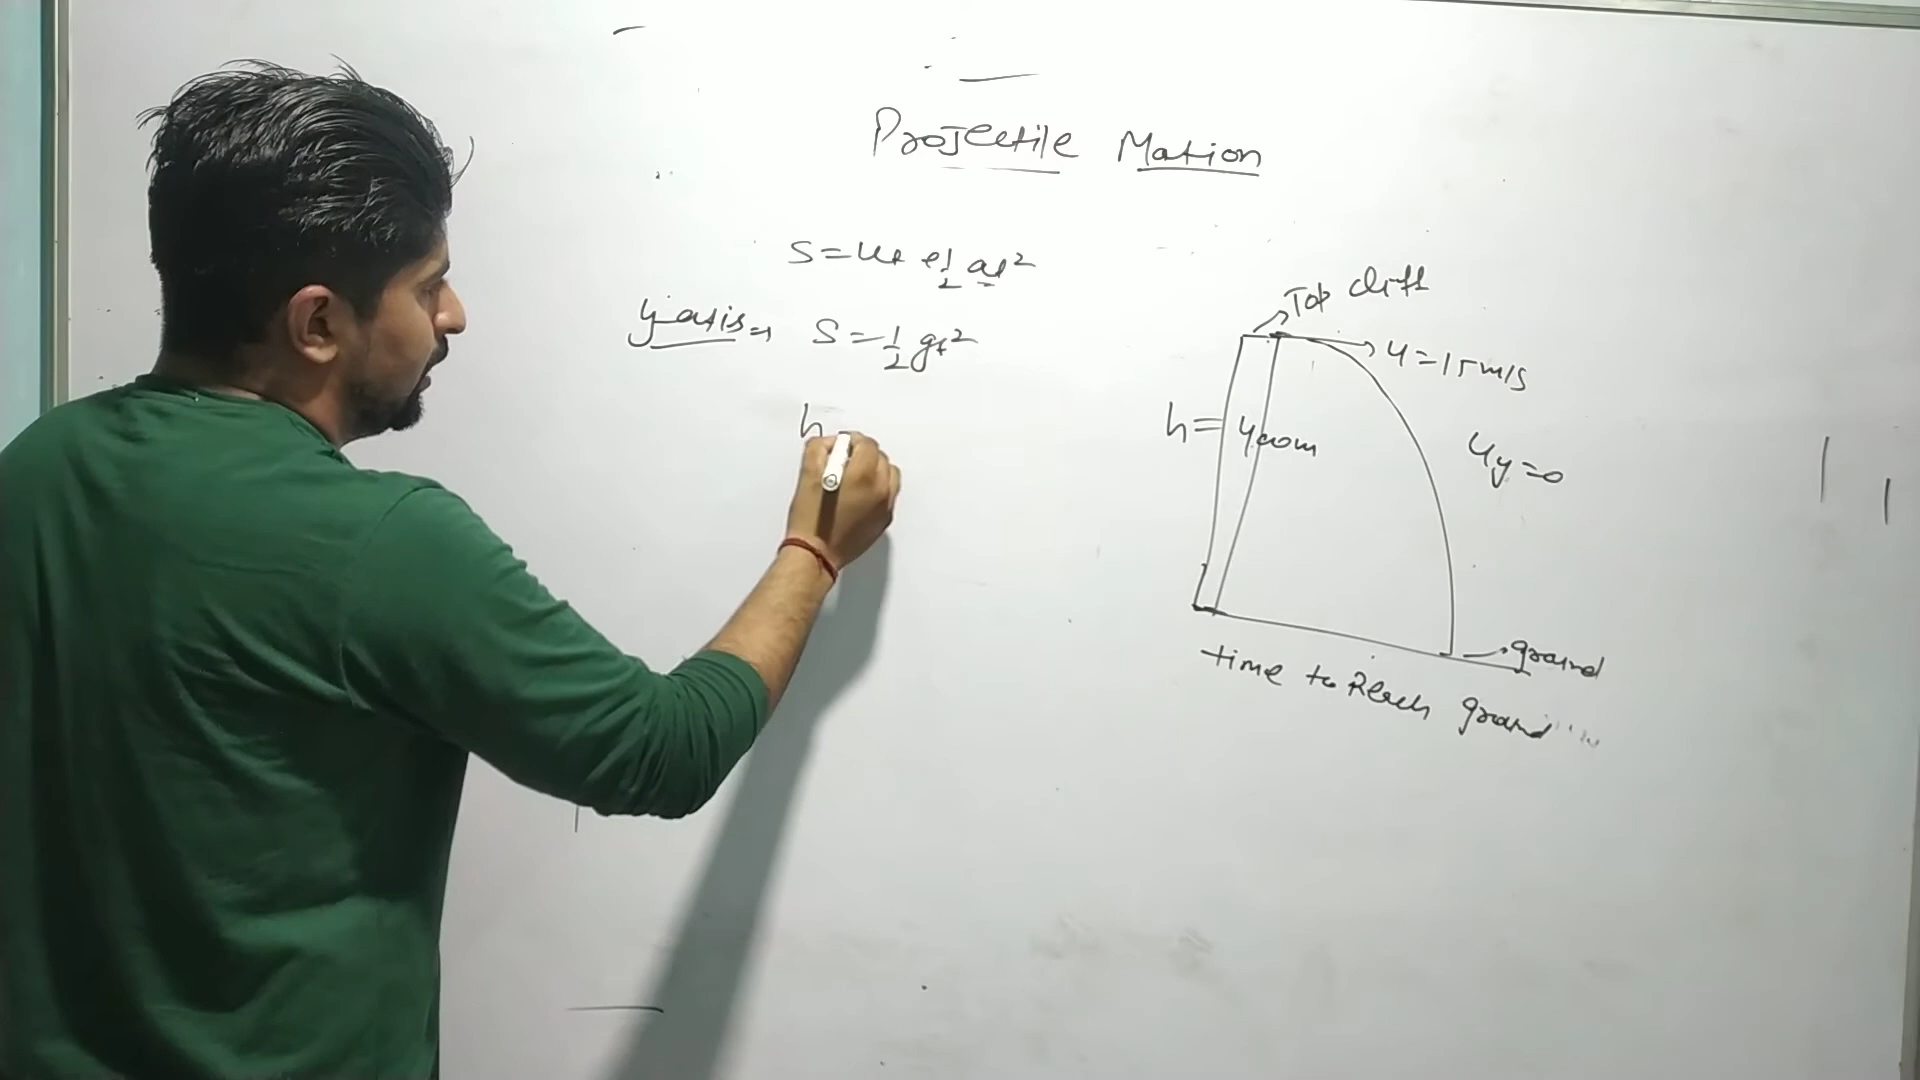 Projectile Motion
S = ut + 1/2 at²
y-axis → S = 1/2 gt²
h =
Top cliff
u = 15 m/s
h = 400m
uy = 0
ground
time to Reach ground